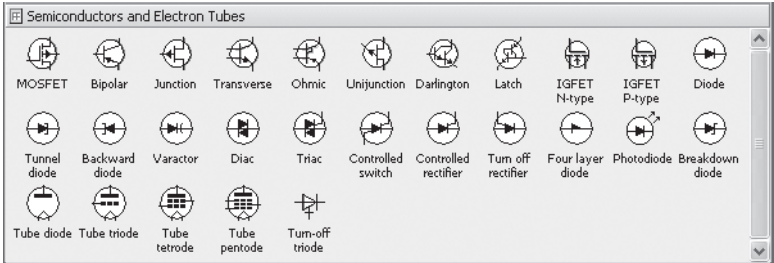 Semiconductors and Electron Tubes
MOSFET Bipolar Junction Transverse Ohmic Unijunction Darlington Latch IGFET IGFET Diode
N-type P-type
Tunnel Backward Varactor Diac Triac Controlled Controlled Turn off Four layer Photodiode Breakdown
diode diode switch rectifier rectifier diode diode
Tube diode Tube triode Tube Tube Turn-off
tetrode pentode triode